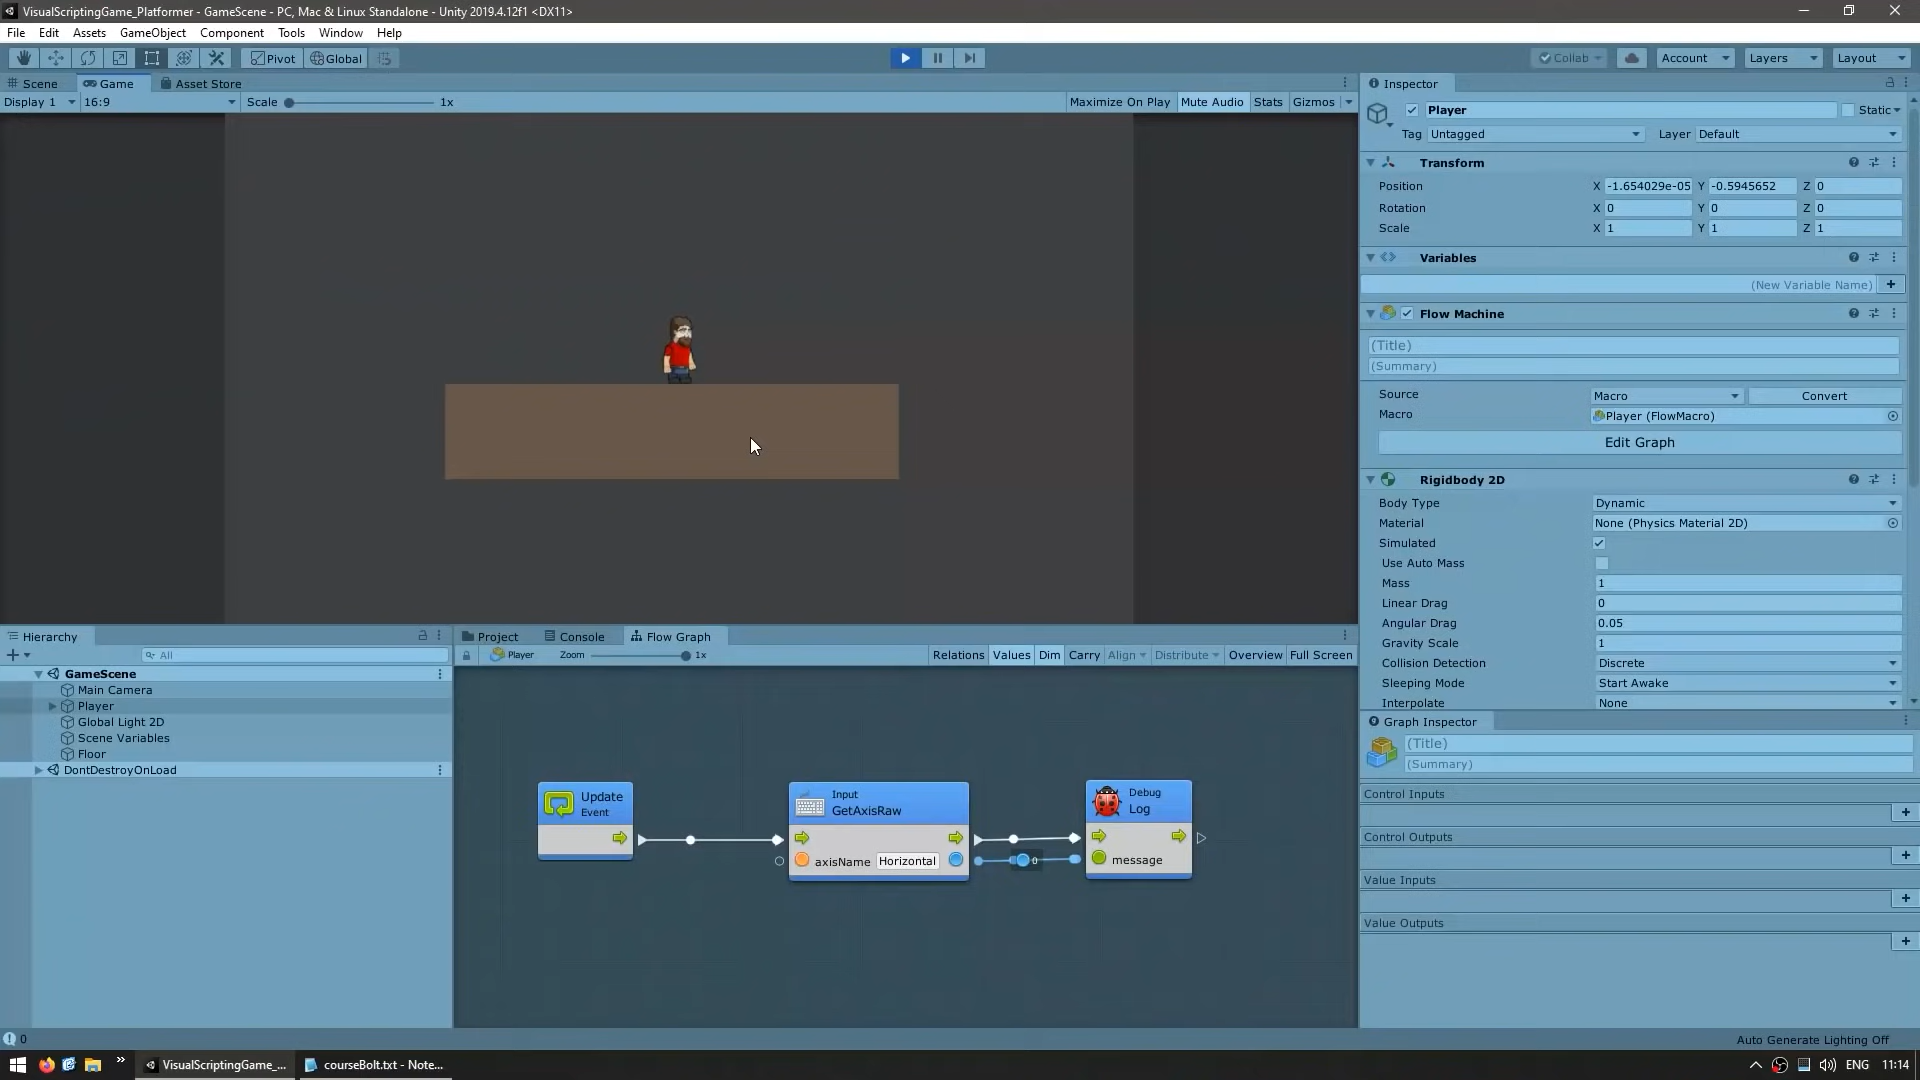 VisualScriptingGame_Platformer - GameScene - PC, Mac & Linux Standalone - Unity 2019.4.12f1 <DX11>
File Edit Assets GameObject Component Tools Window Help
Pivot Global Collab Account Layers Layout
Scene Game Asset Store
Display 1 16:9 Scale 1x Maximize On Play Mute Audio Stats Gizmos
Inspector
Player Static
Tag Untagged Layer Default
Transform
Position X -1.654029e-05 Y -0.5945652 Z 0
Rotation X 0 Y 0 Z 0
Scale X 1 Y 1 Z 1
Variables
(New Variable Name)
Flow Machine
(Title)
(Summary)
Source Macro Convert
Macro Player (FlowMacro)
Edit Graph
Rigidbody 2D
Body Type Dynamic
Material None (Physics Material 2D)
Simulated
Use Auto Mass
Mass 1
Linear Drag 0
Angular Drag 0.05
Gravity Scale 1
Collision Detection Discrete
Sleeping Mode Start Awake
Interpolate None
Hierarchy
All
GameScene
Main Camera
Player
Global Light 2D
Scene Variables
Floor
DontDestroyOnLoad
Project Console Flow Graph
Player Zoom 1x Relations Values Dim Carry Align Distribute Overview Full Screen
Update
Event
Input
GetAxisRaw
axisName Horizontal
0
Debug
Log
message
Graph Inspector
(Title)
(Summary)
Control Inputs
Control Outputs
Value Inputs
Value Outputs
0
Auto Generate Lighting Off
VisualScriptingGame_... courseBolt.txt - Note... ENG 11:14